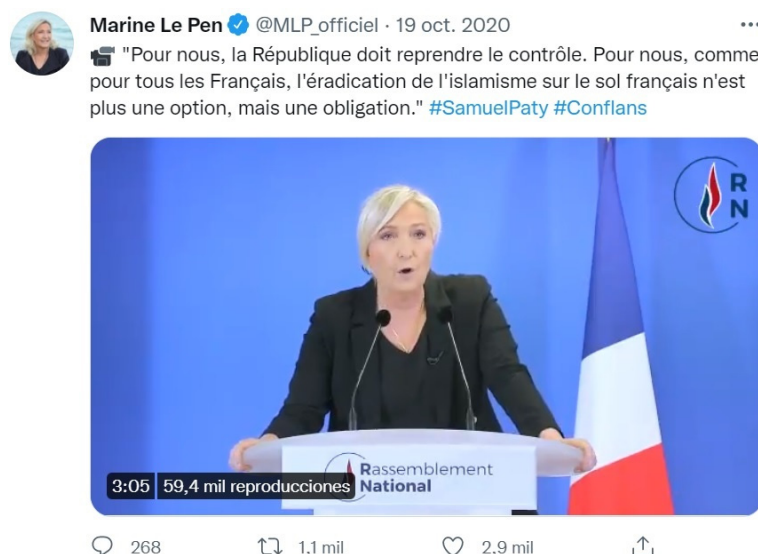 Marine Le Pen @MLP_officiel · 19 oct. 2020
"Pour nous, la République doit reprendre le contrôle. Pour nous, comme
pour tous les Français, l'éradication de l'islamisme sur le sol français n'est
plus une option, mais une obligation." #SamuelPaty #Conflans
R
N
Rassemblement
National
3:05 59,4 mil reproducciones
268 1,1 mil 2,9 mil